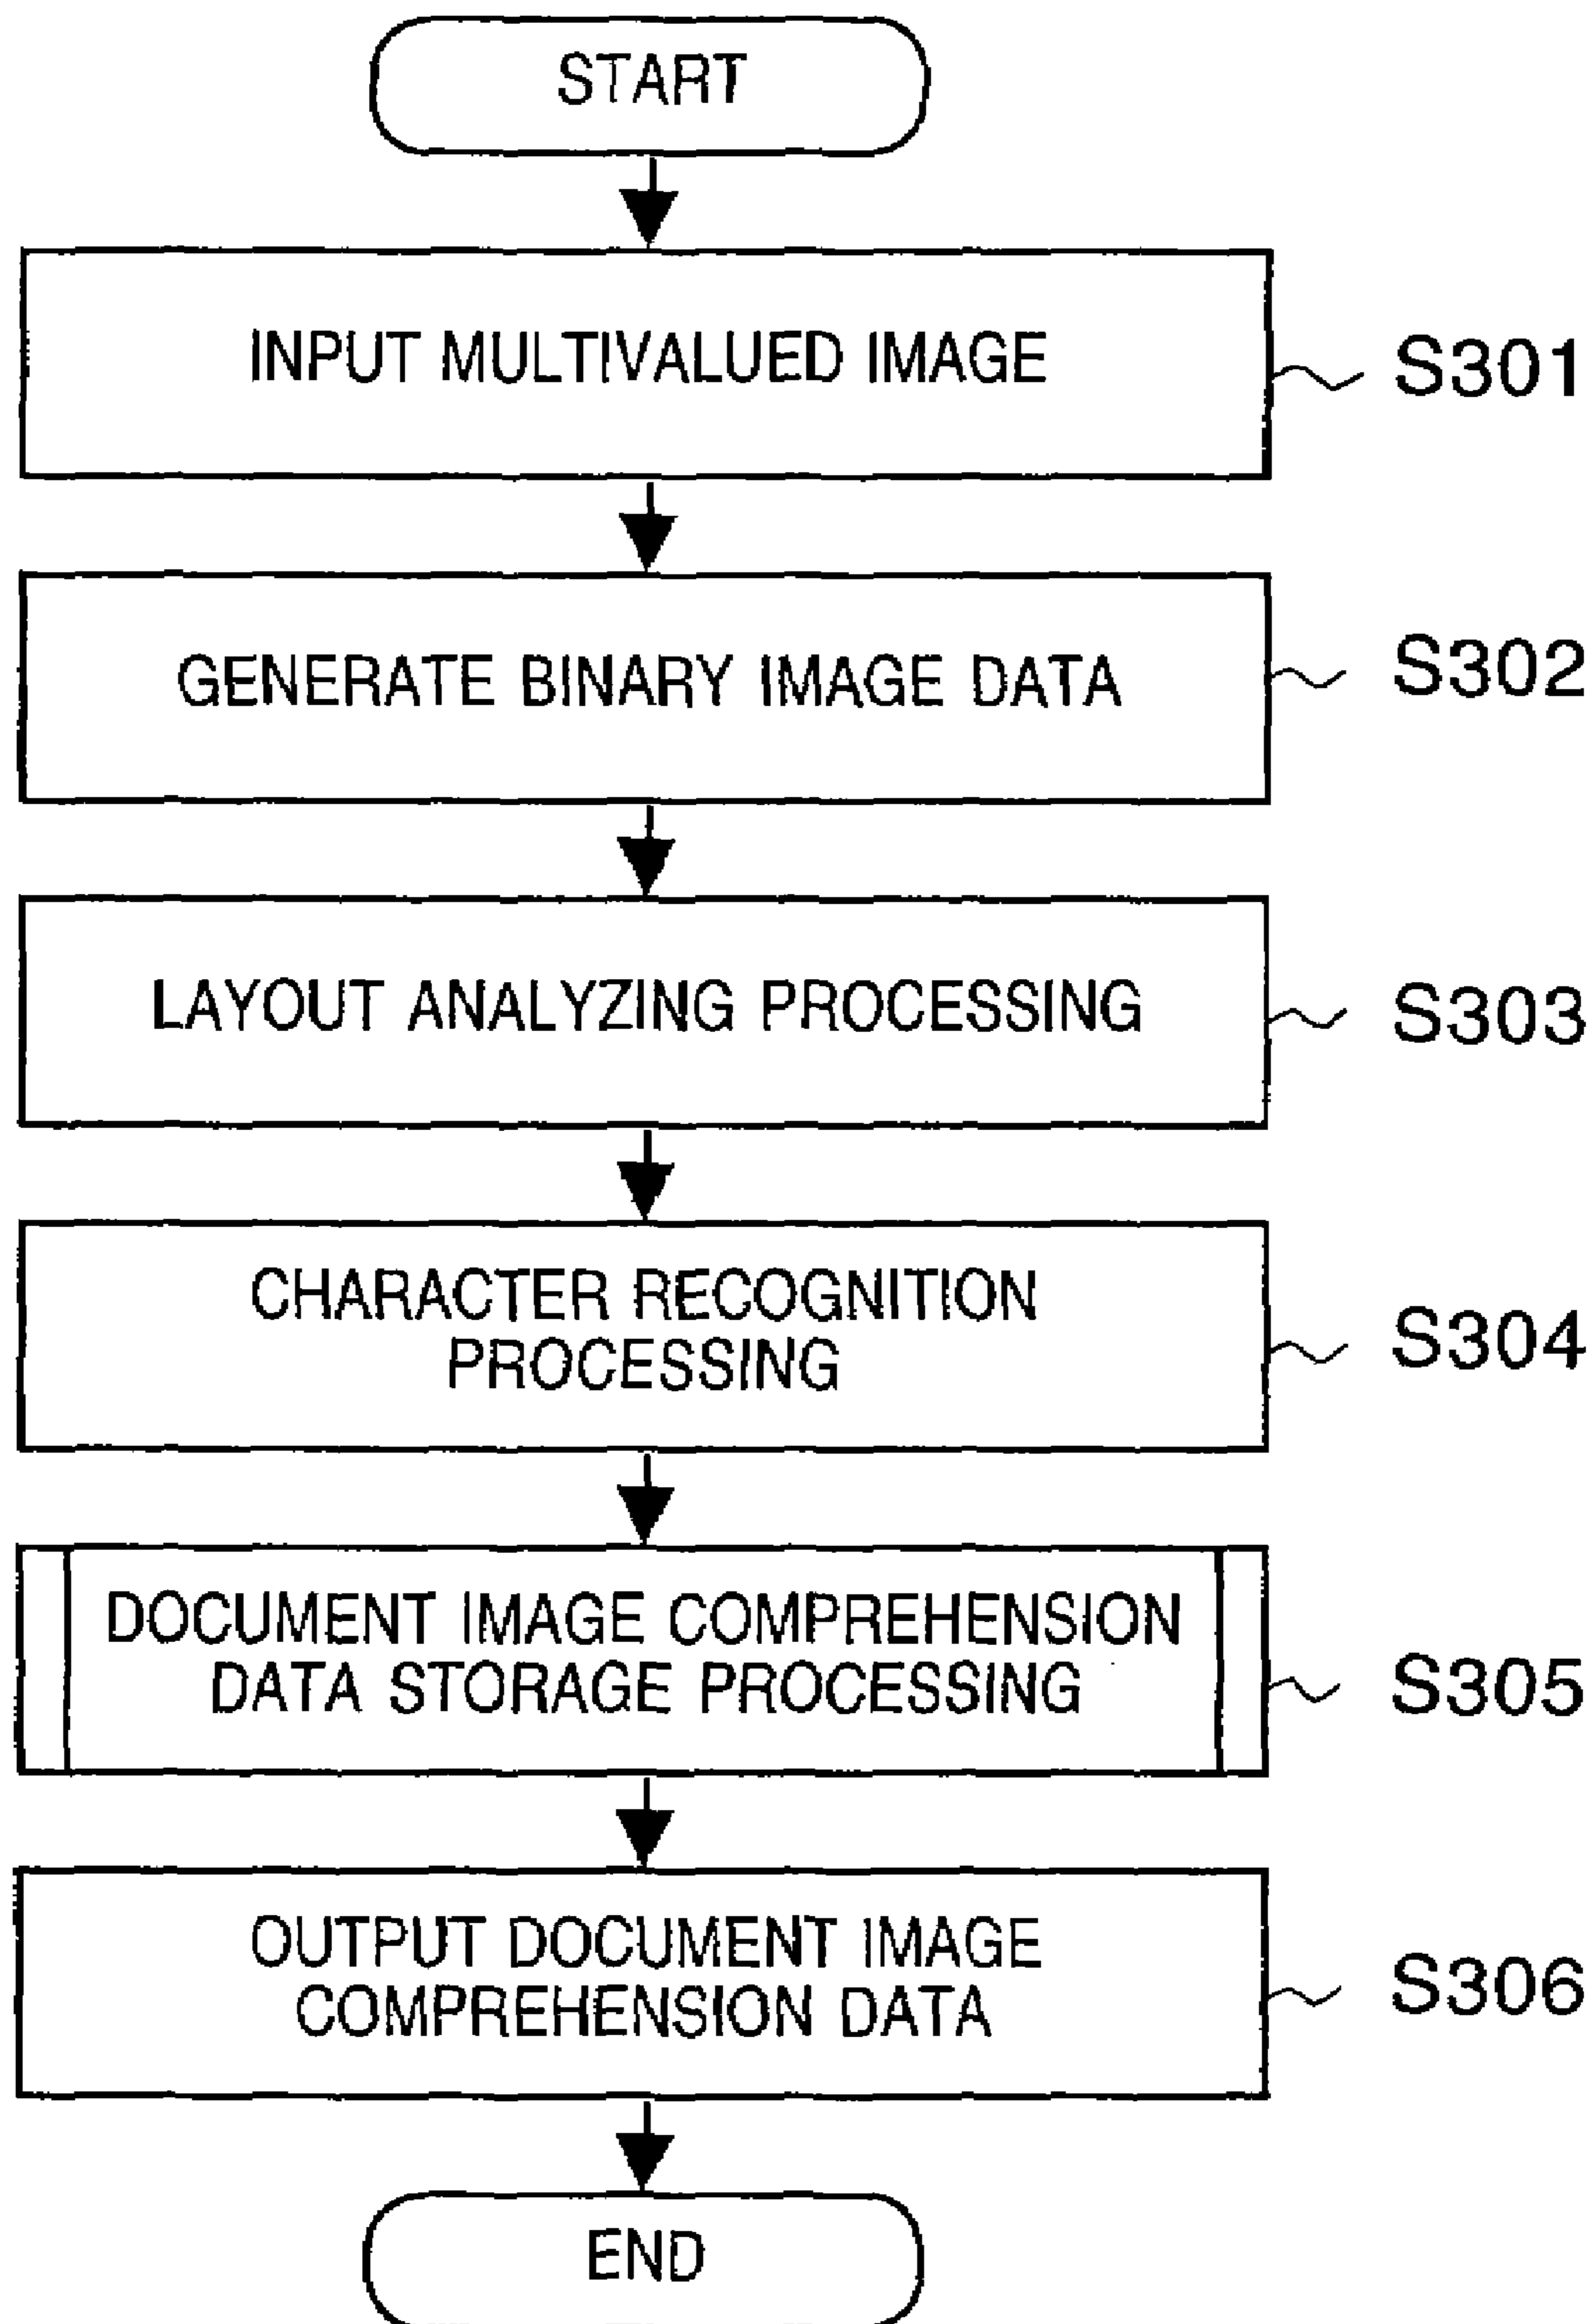 START
INPUT MULTIVALUED IMAGE
S301
GENERATE BINARY IMAGE DATA
S302
LAYOUT ANALYZING PROCESSING
S303
CHARACTER RECOGNITION
PROCESSING
S304
DOCUMENT IMAGE COMPREHENSION
DATA STORAGE PROCESSING
S305
OUTPUT DOCUMENT IMAGE
COMPREHENSION DATA
S306
END